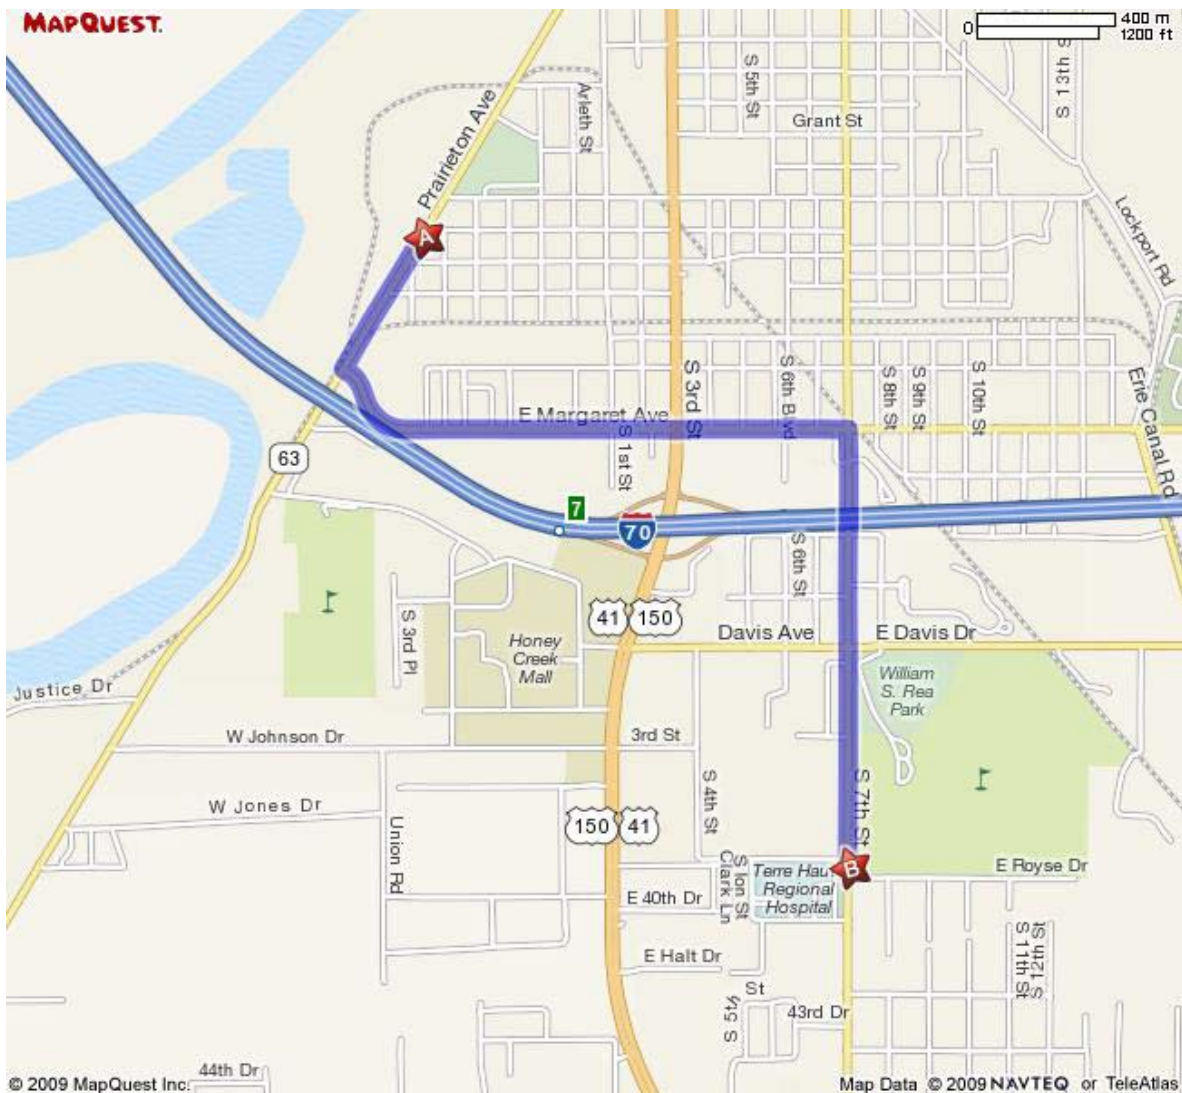 MAPQUEST.
400 m
0
1200 ft
Prairieton Ave
Arleth St
S 5th St
S 13th S
Grant St
Lockport Rd
A
S 3rd St
S 6th Blvd
S 8th St
S 9th St
S 10th St
Erie Canal Rd
E Margaret Ave
S 1st St
63
7
70
S 6th St
S 3rd Pl
41
150
Davis Ave
E Davis Dr
Honey
Creek
Mall
William
S. Rea
Park
Justice Dr
W Johnson Dr
3rd St
S 4th St
S 7th St
W Jones Dr
Union Rd
150
41
B
E Royse Dr
Terre Hau
Regional
Hospital
S Ion St
Clark Ln
E 40th Dr
S 11th St
S 12th St
E Halt Dr
St
S 5½
43rd Dr
44th Dr
© 2009 MapQuest Inc.
Map Data © 2009 NAVTEQ or TeleAtlas